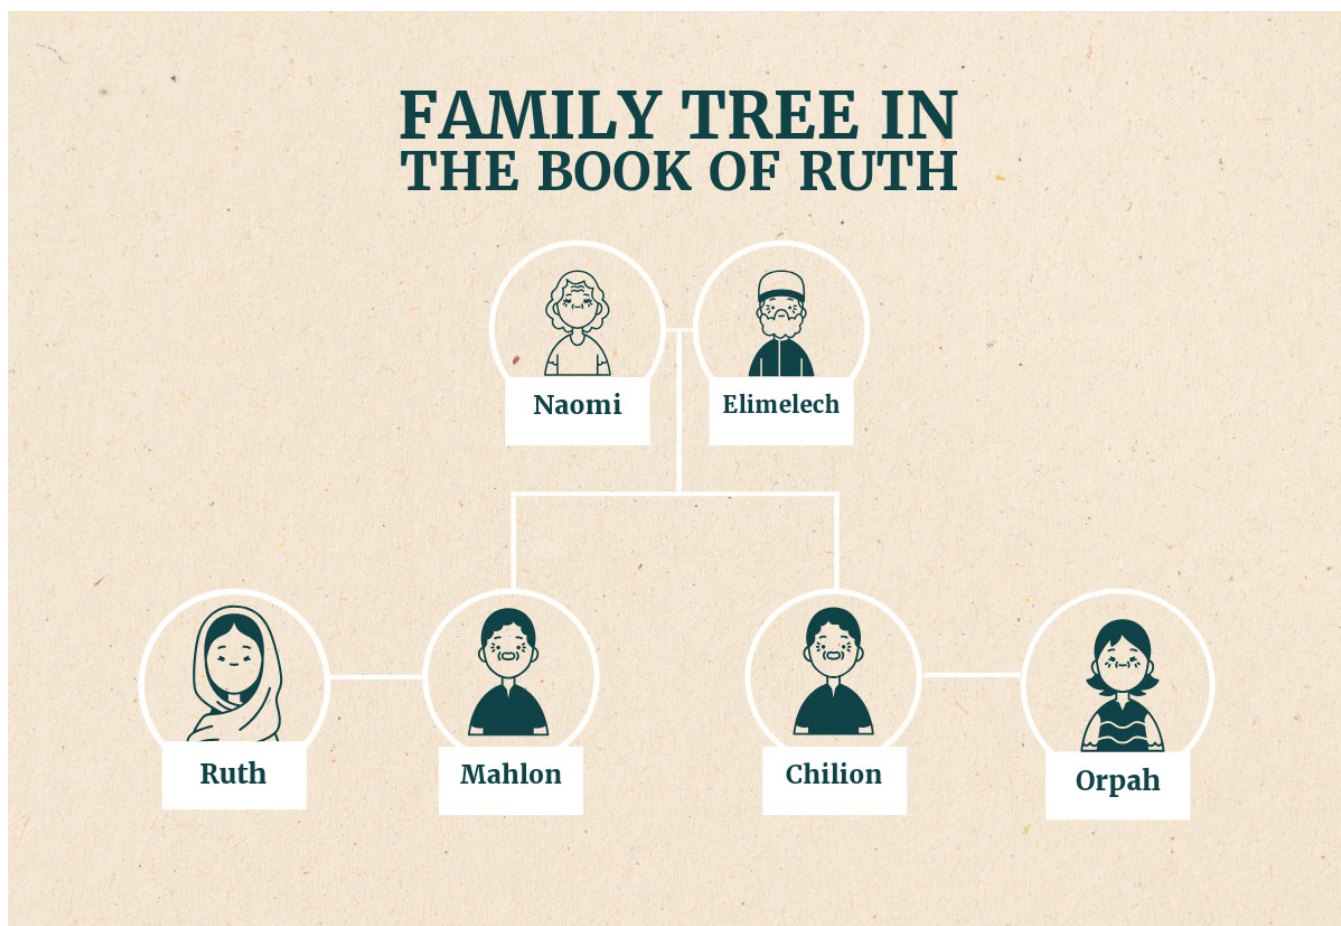 FAMILY TREE IN
THE BOOK OF RUTH
Naomi
Elimelech
Ruth
Mahlon
Chilion
Orpah